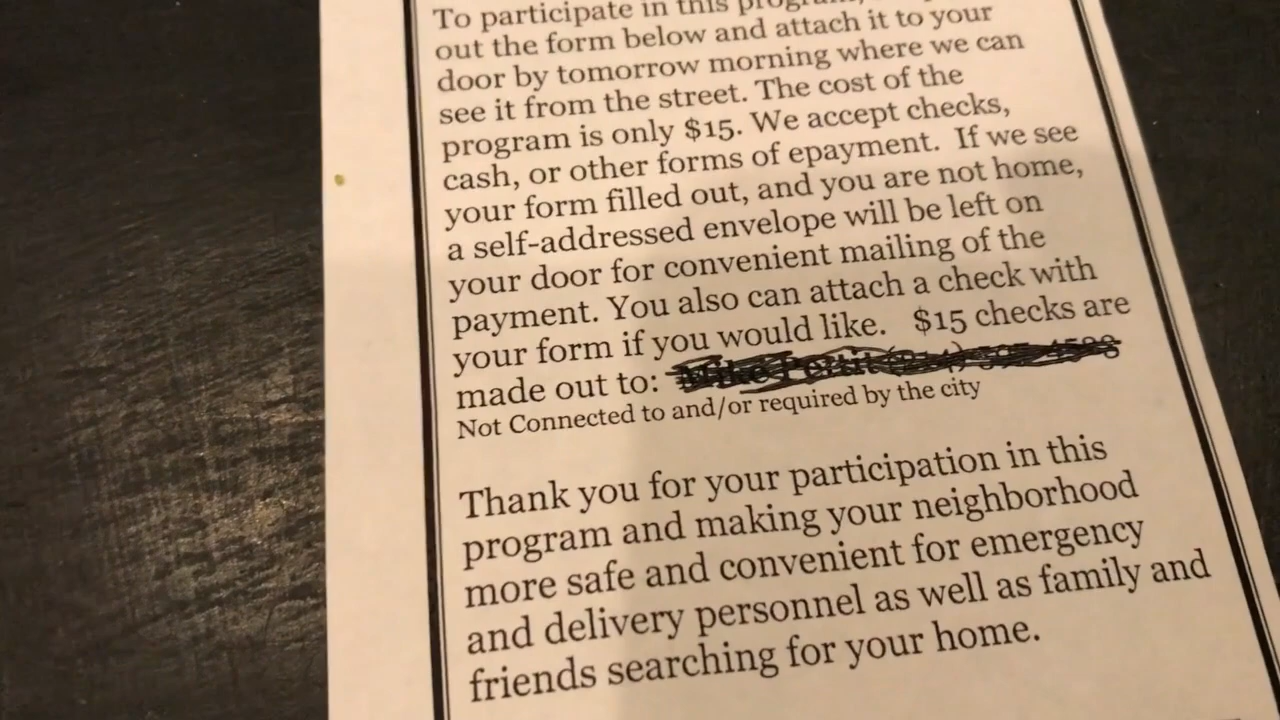 To participate in this program,
out the form below and attach it to your
door by tomorrow morning where we can
see it from the street. The cost of the
program is only $15. We accept checks,
cash, or other forms of epayment. If we see
your form filled out, and you are not home,
a self-addressed envelope will be left on
your door for convenient mailing of the
payment. You also can attach a check with
your form if you would like. $15 checks are
made out to:
Not Connected to and/or required by the city
Thank you for your participation in this
program and making your neighborhood
more safe and convenient for emergency
and delivery personnel as well as family and
friends searching for your home.